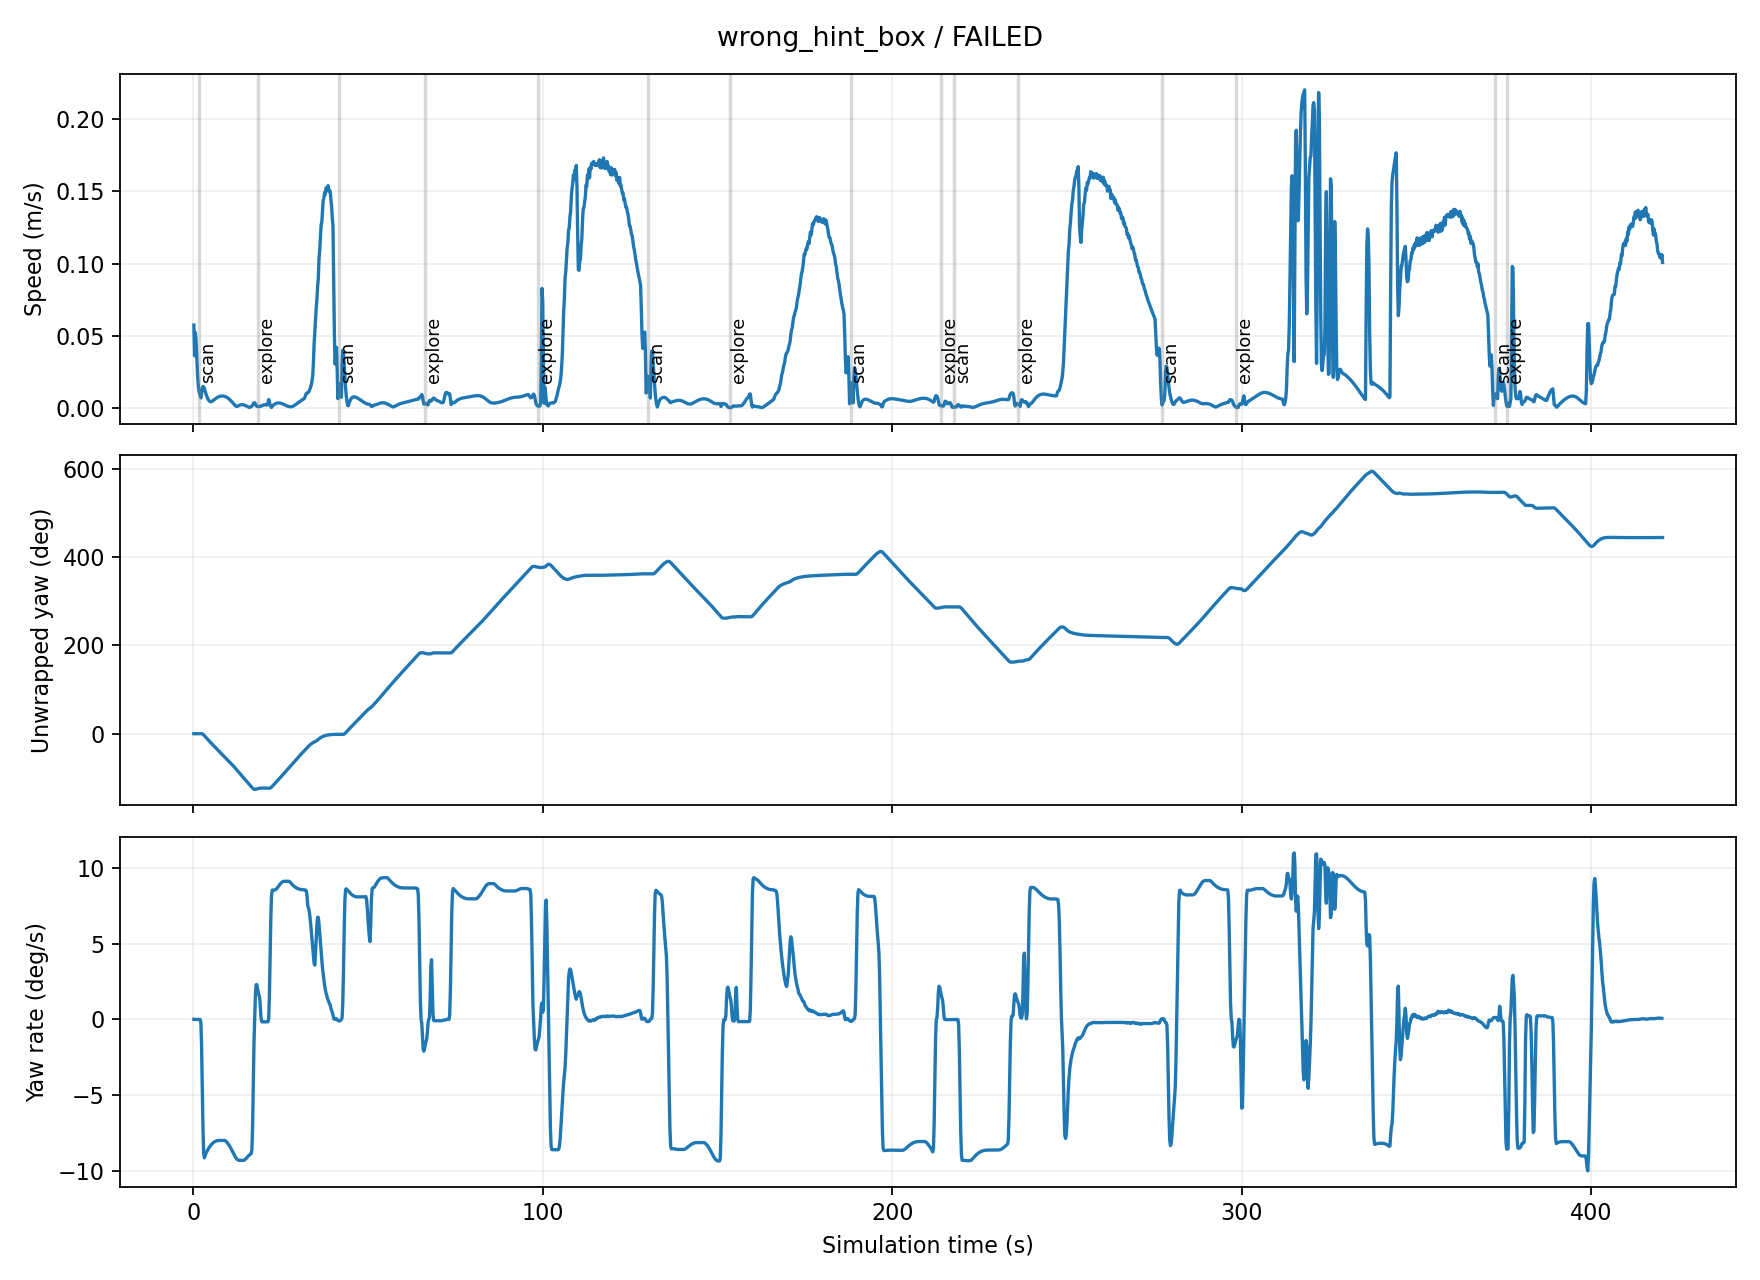 wrong_hint_box / FAILED
Speed (m/s)
0.20
0.15
0.10
0.05
0.00
scan
explore
scan
explore
explore
scan
explore
scan
explore
scan
explore
scan
explore
scan
explore
Unwrapped yaw (deg)
600
400
200
0
Yaw rate (deg/s)
10
5
0
−5
−10
0 100 200 300 400
Simulation time (s)